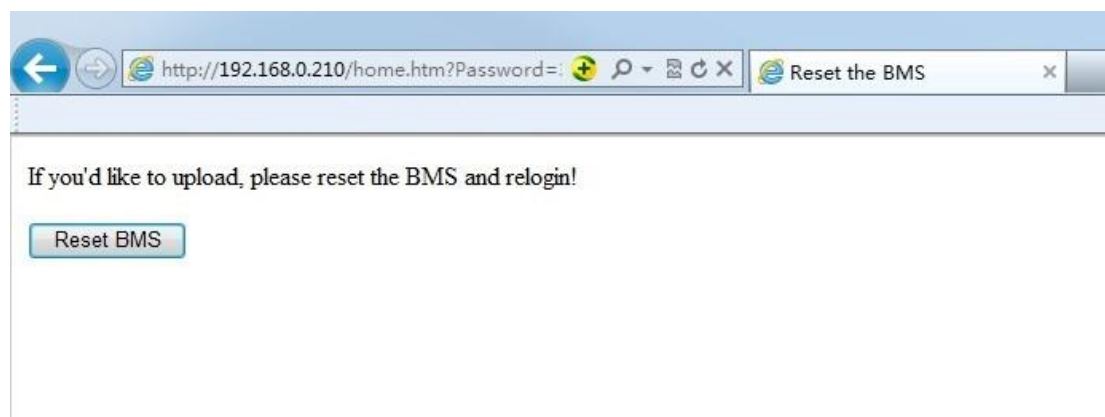 http://192.168.0.210/home.htm?Password=
Reset the BMS
If you'd like to upload, please reset the BMS and relogin!
Reset BMS